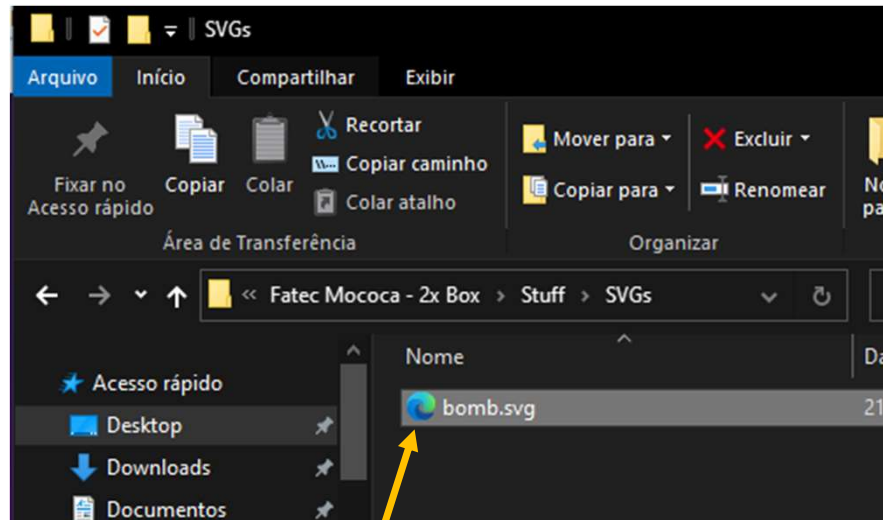 SVGs
Arquivo Início Compartilhar Exibir
Fixar no
Acesso rápido
Copiar
Colar
Recortar
Copiar caminho
Colar atalho
Área de Transferência
Mover para
Copiar para
Excluir
Renomear
Organizar
« Fatec Mococa - 2x Box > Stuff > SVGs
Nome
Acesso rápido
bomb.svg 21
Desktop
Downloads
Documentos